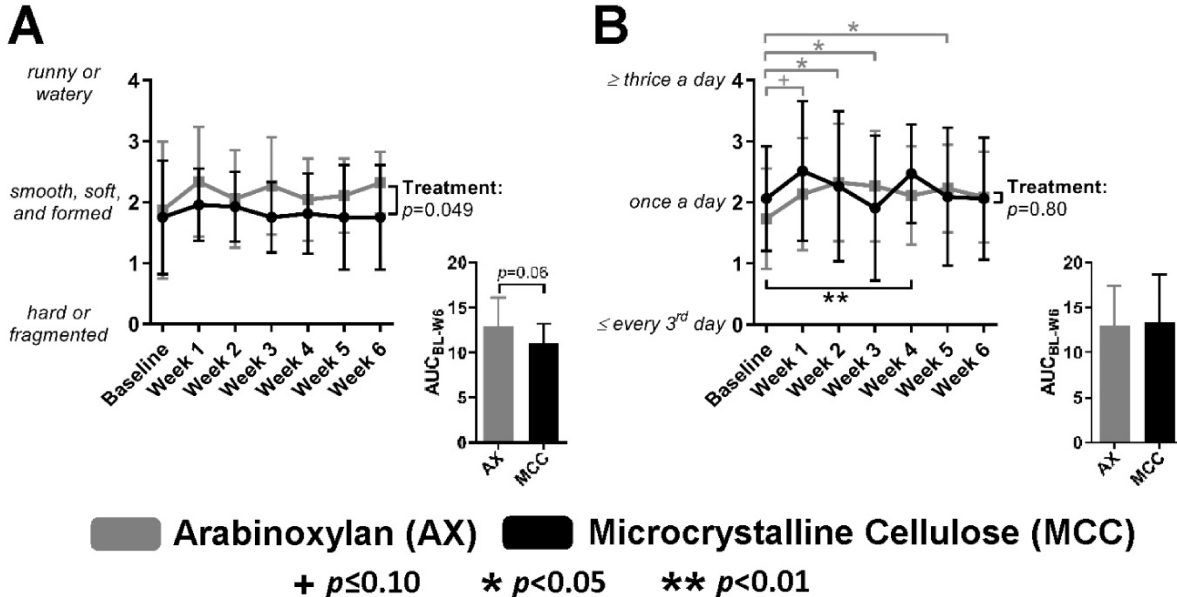 A
runny or
watery
smooth, soft,
and formed
hard or
fragmented
4
3
2
1
0
Baseline
Week 1
Week 2
Week 3
Week 4
Week 5
Week 6
Treatment:
p=0.049
20
15
10
5
0
AUCBL-W6
p=0.06
AX
MCC
B
≥ thrice a day
once a day
≤ every 3rd day
4
3
2
1
0
+
*
*
*
**
Baseline
Week 1
Week 2
Week 3
Week 4
Week 5
Week 6
Treatment:
p=0.80
20
15
10
5
0
AUCBL-W6
AX
MCC
Arabinoxylan (AX) Microcrystalline Cellulose (MCC)
+ p≤0.10 * p<0.05 ** p<0.01